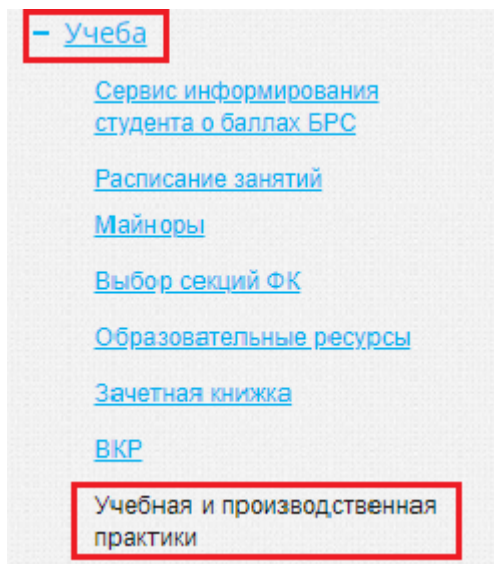 − Учеба
Сервис информирования
студента о баллах БРС
Расписание занятий
Майноры
Выбор секций ФК
Образовательные ресурсы
Зачетная книжка
ВКР
Учебная и производственная
практики